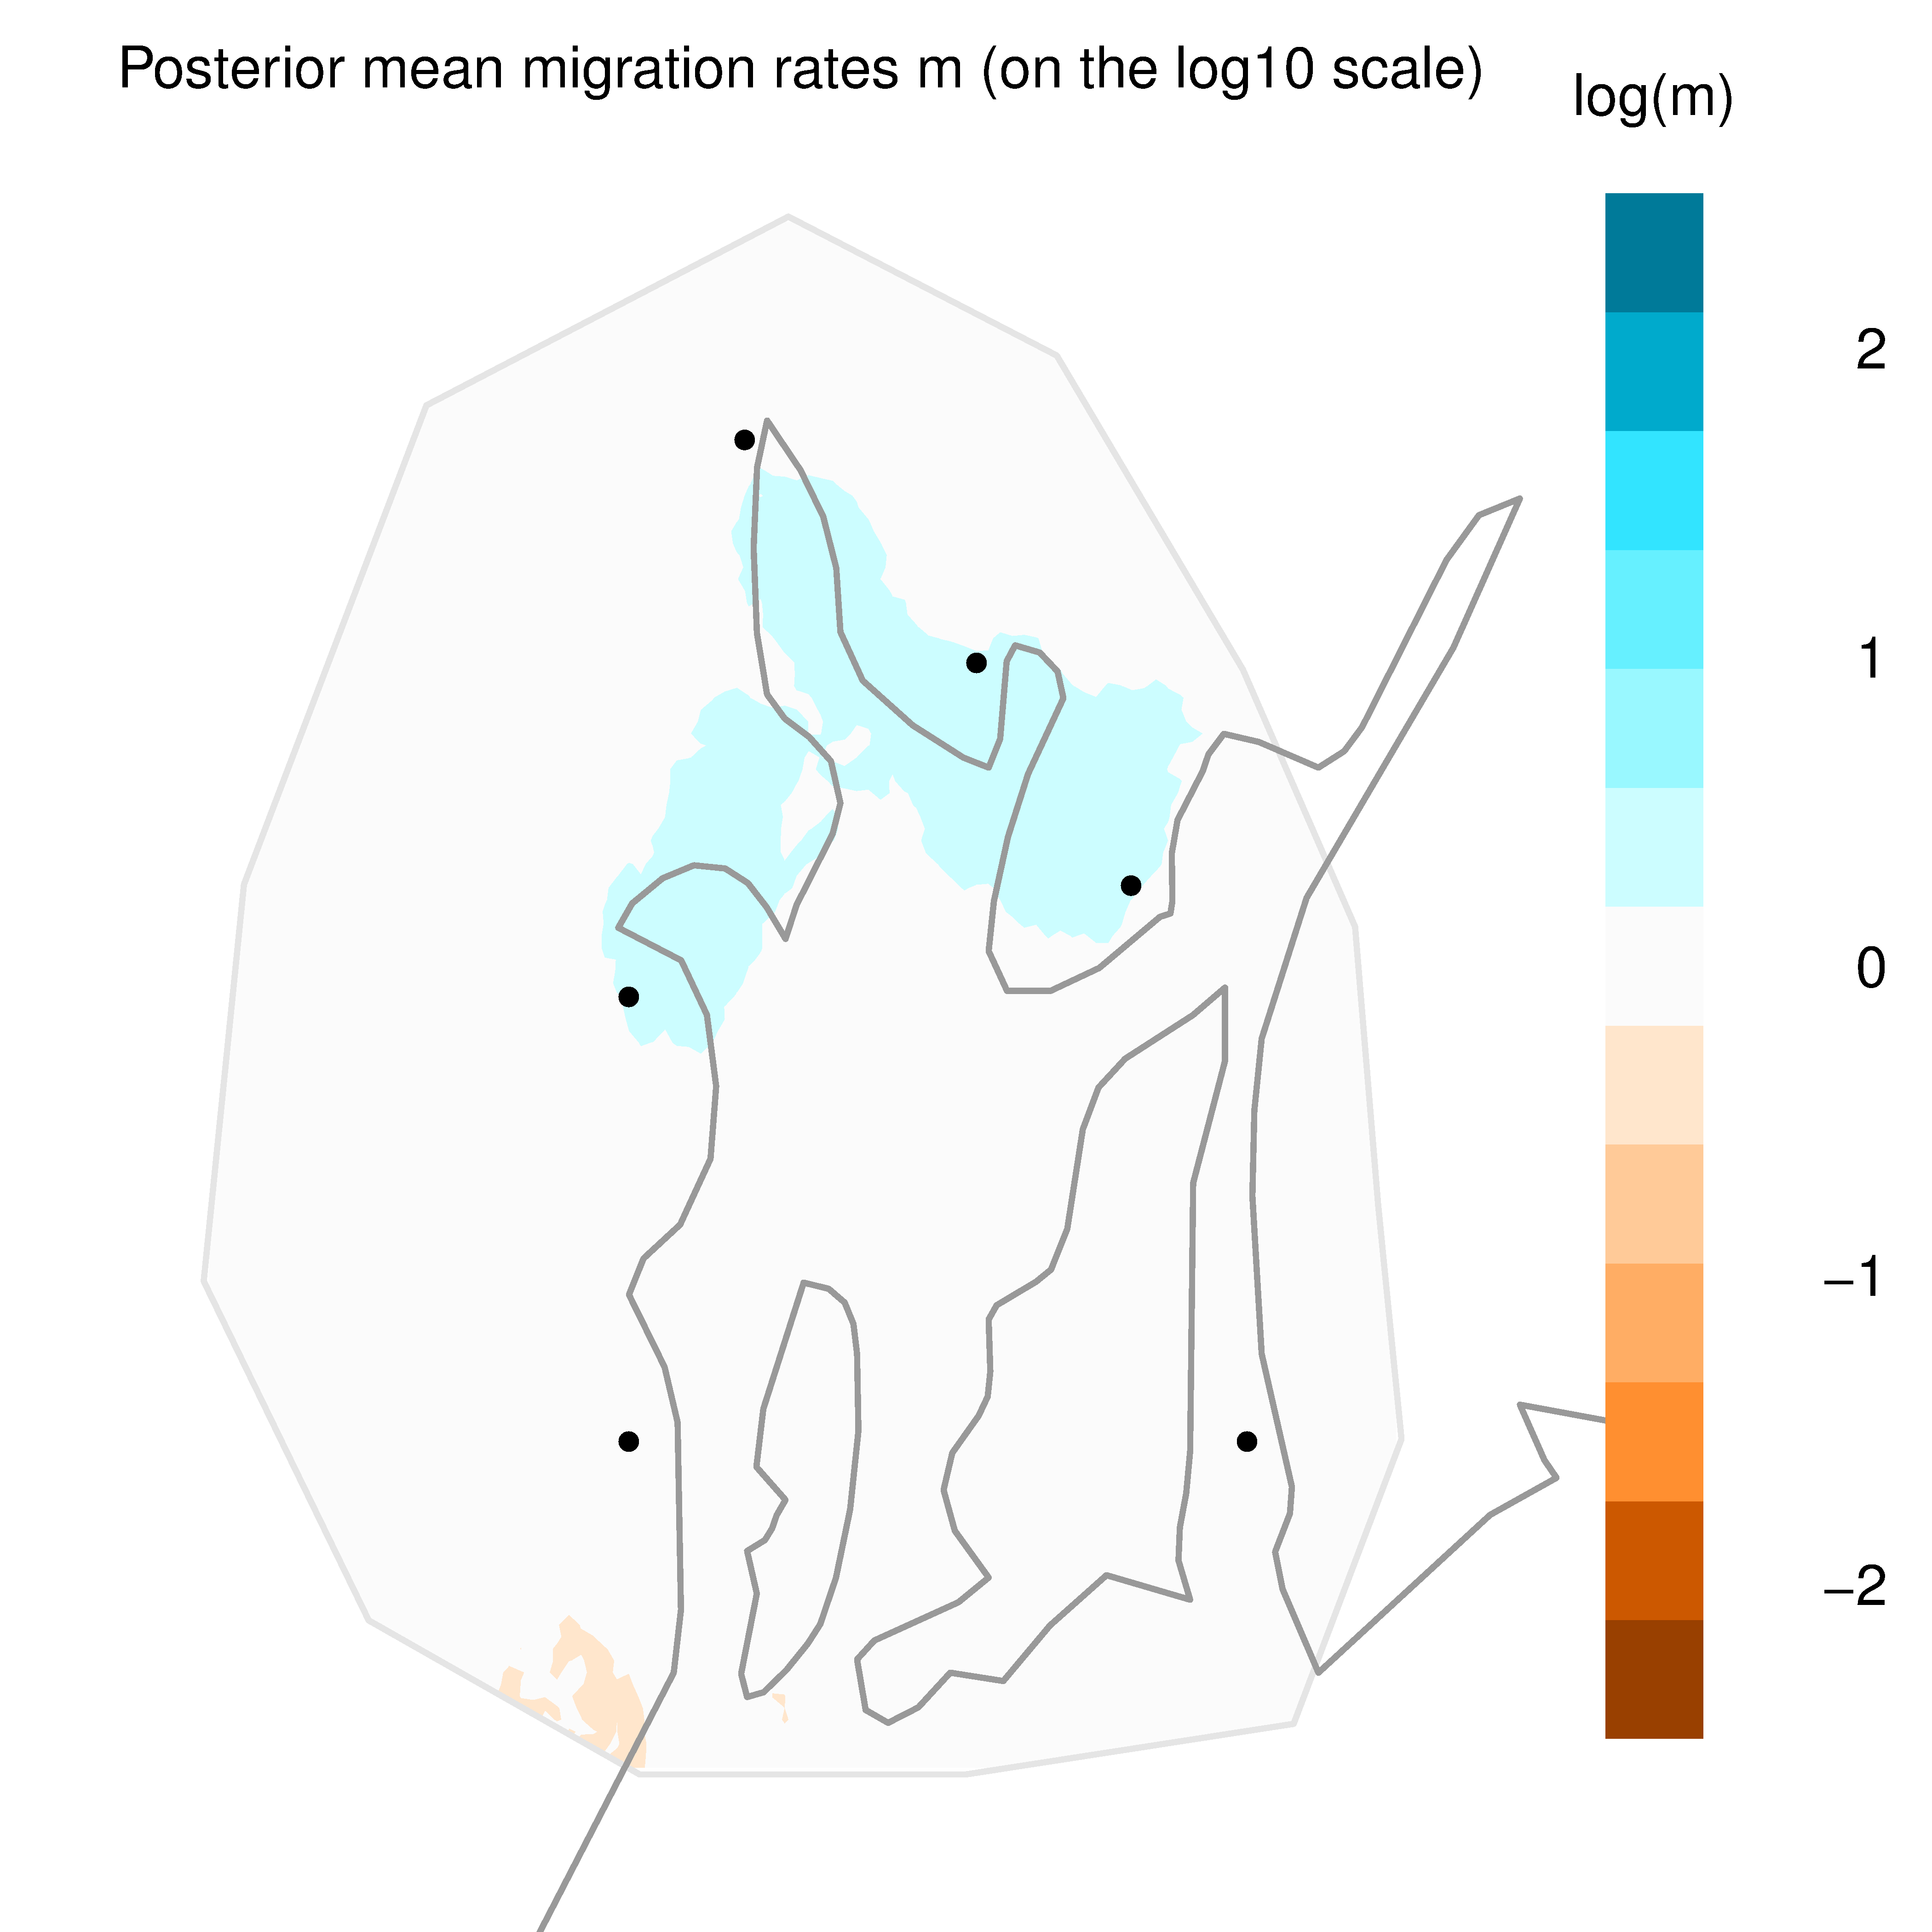 Posterior mean migration rates m (on the log10 scale)
log(m)
2
1
0
−1
−2